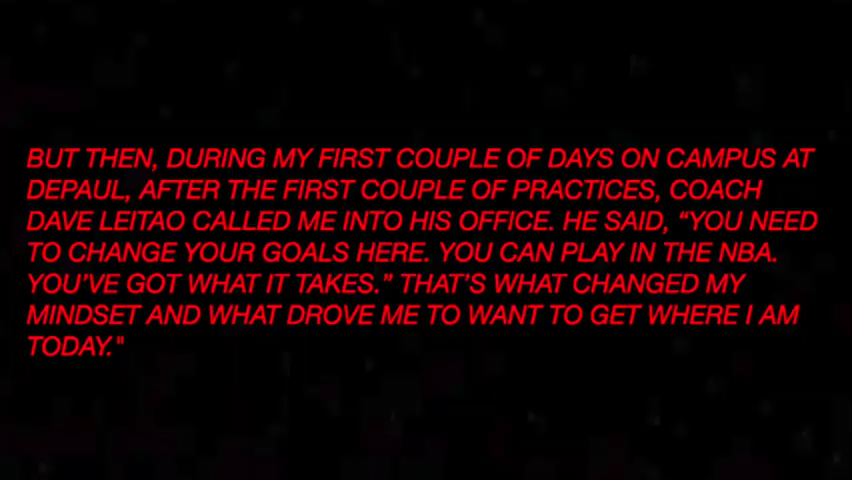 BUT THEN, DURING MY FIRST COUPLE OF DAYS ON CAMPUS AT
DEPAUL, AFTER THE FIRST COUPLE OF PRACTICES, COACH
DAVE LEITAO CALLED ME INTO HIS OFFICE. HE SAID, “YOU NEED
TO CHANGE YOUR GOALS HERE. YOU CAN PLAY IN THE NBA.
YOU’VE GOT WHAT IT TAKES.” THAT’S WHAT CHANGED MY
MINDSET AND WHAT DROVE ME TO WANT TO GET WHERE I AM
TODAY."